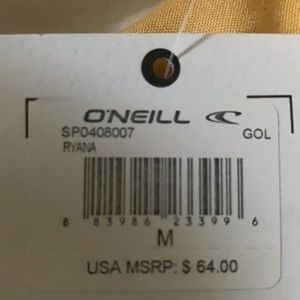 O'NEILL
SP0408007 GOL
RYANA
8 83986 23399 6
M
USA MSRP: $ 64.00